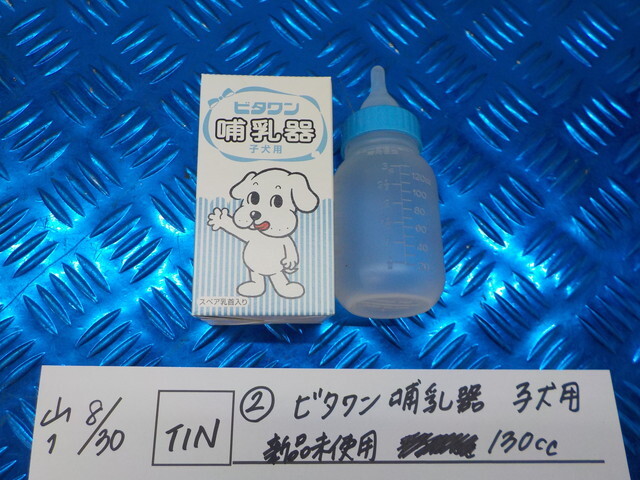 ビタワン
哺乳器
子犬用
スペア乳首入り
山 8/30 TIN ② ビタワン 哺乳器 子犬用
1 新品未使用 130cc